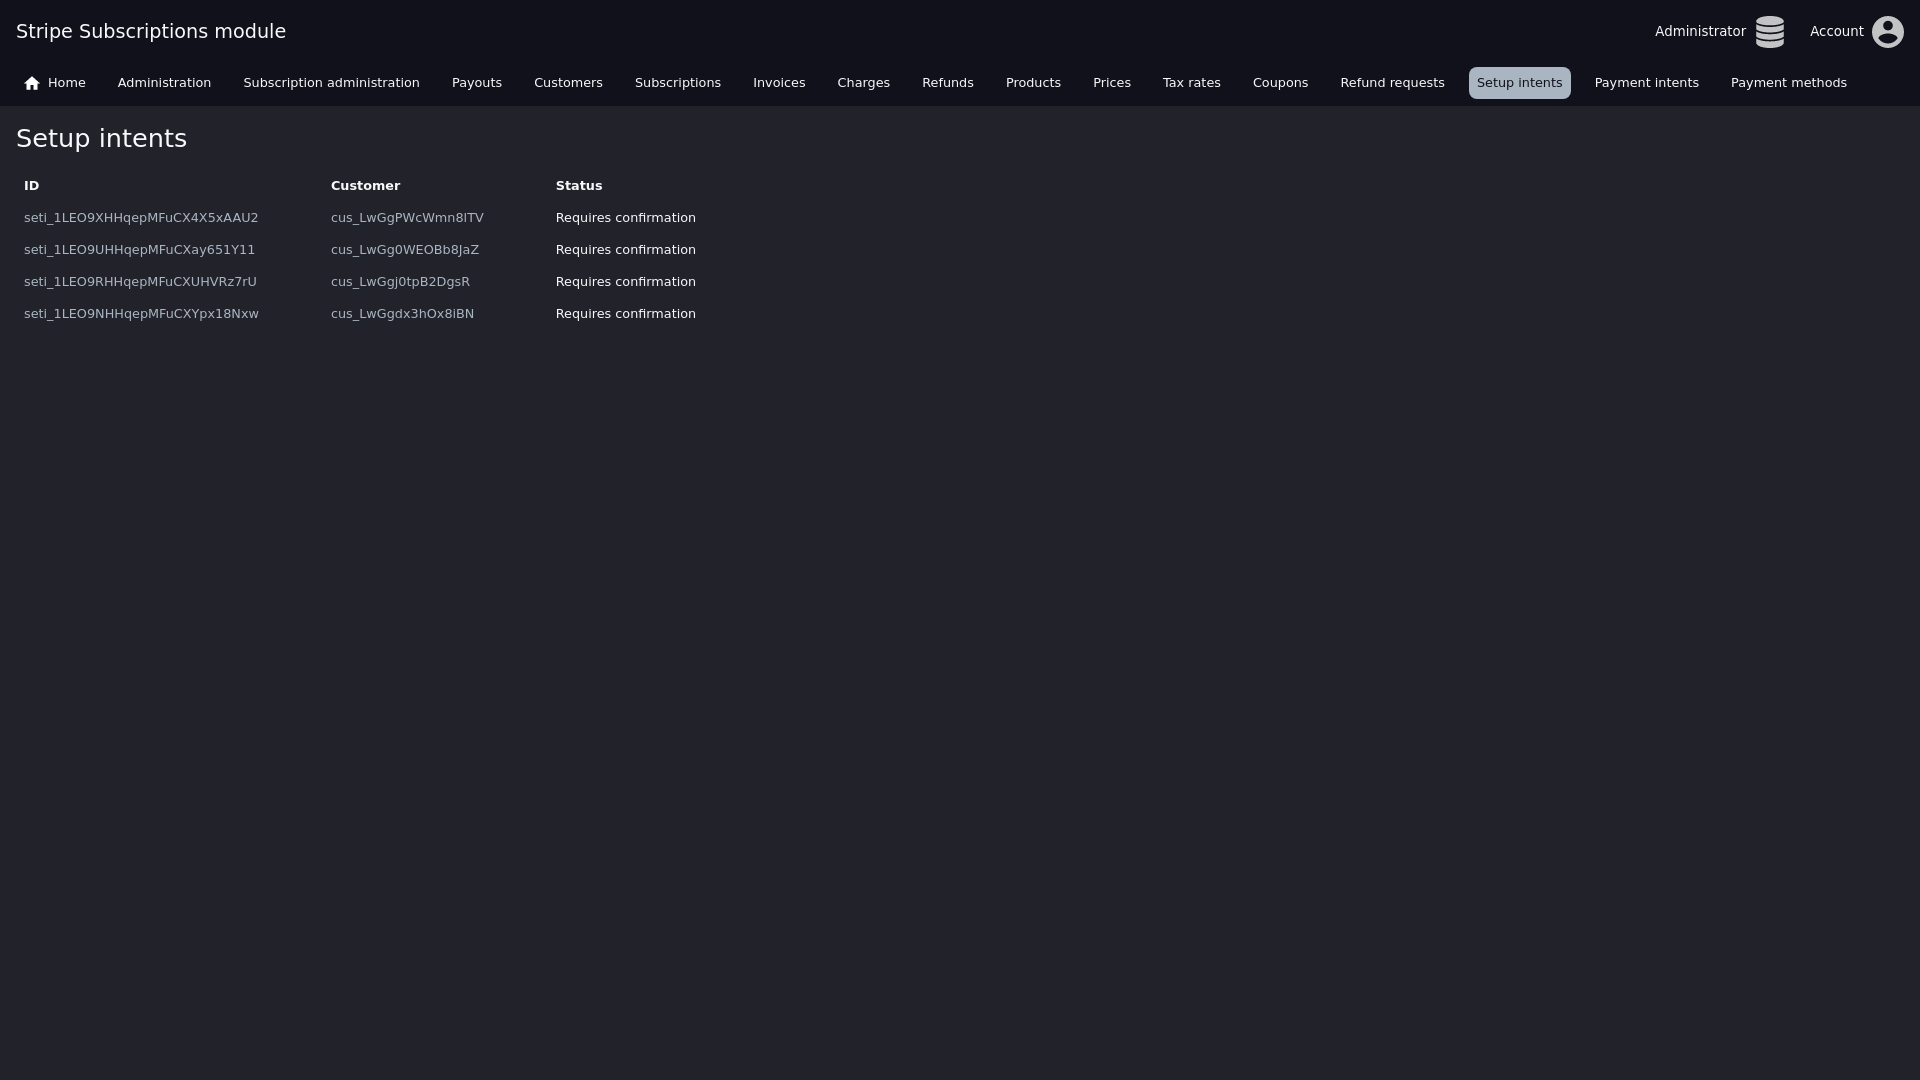 Stripe Subscriptions module
Administrator
Account
Home Administration Subscription administration Payouts Customers Subscriptions Invoices Charges Refunds Products Prices Tax rates Coupons Refund requests Setup intents Payment intents Payment methods
Setup intents
ID Customer Status
seti_1LEO9XHHqepMFuCX4X5xAAU2 cus_LwGgPWcWmn8ITV Requires confirmation
seti_1LEO9UHHqepMFuCXay651Y11 cus_LwGg0WEOBb8JaZ Requires confirmation
seti_1LEO9RHHqepMFuCXUHVRz7rU cus_LwGgj0tpB2DgsR Requires confirmation
seti_1LEO9NHHqepMFuCXYpx18Nxw cus_LwGgdx3hOx8iBN Requires confirmation